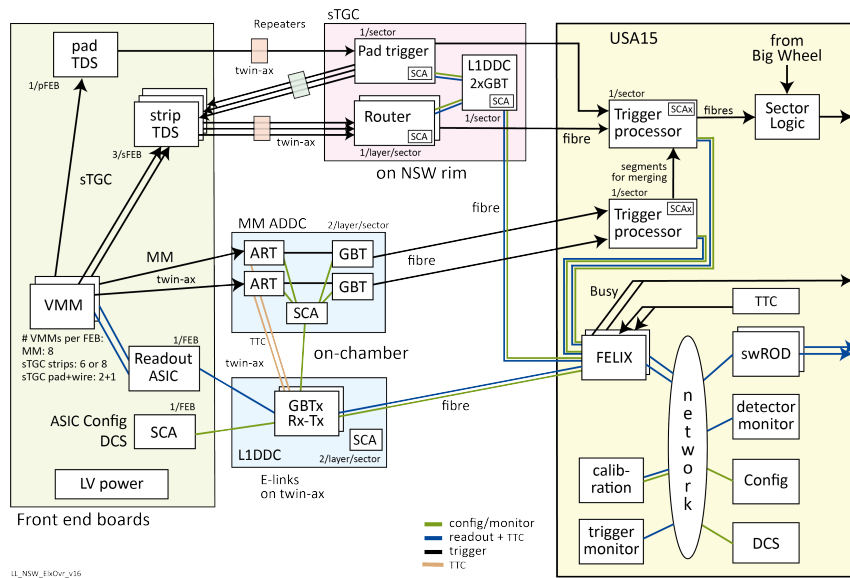 Repeaters
sTGC
USA15
pad
TDS
1/pFEB
twin-ax
1/sector
Pad trigger
SCA
L1DDC
2xGBT
SCA
1/sector
strip
TDS
3/sFEB
twin-ax
Router
SCA
1/layer/sector
on NSW rim
fibre
1/sector
SCAx
Trigger
processor
fibres
from
Big Wheel
Sector
Logic
segments
for merging
1/sector
SCAx
Trigger
processor
sTGC
MM
twin-ax
MM ADDC
2/layer/sector
ART
GBT
ART
GBT
SCA
fibre
fibre
TTC
on-chamber
twin-ax
VMM
# VMMs per FEB:
MM: 8
sTGC strips: 6 or 8
sTGC pad+wire: 2+1
1/FEB
Readout
ASIC
1/FEB
ASIC Config
DCS
SCA
LV power
Front end boards
GBTx
Rx-Tx
SCA
L1DDC
2/layer/sector
E-links
on twin-ax
fibre
Busy
FELIX
TTC
swROD
network
detector
monitor
calib-
ration
Config
trigger
monitor
DCS
config/monitor
readout + TTC
trigger
TTC
LL_NSW_ElxOvr_v16